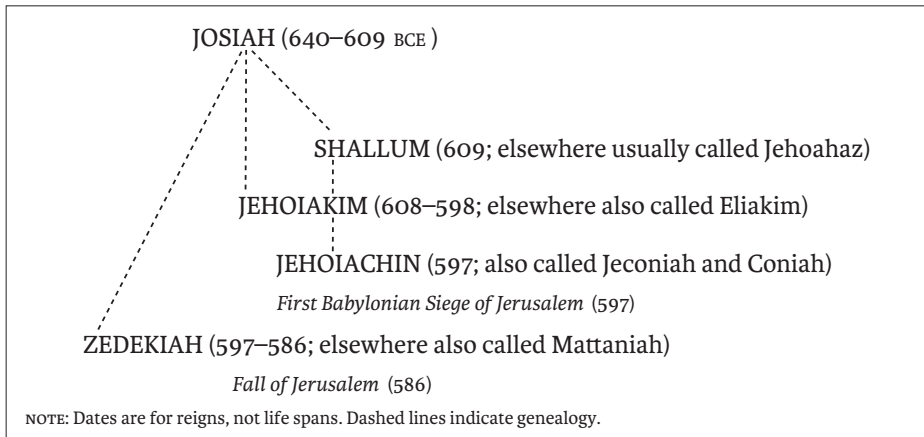 JOSIAH (640–609 BCE )
SHALLUM (609; elsewhere usually called Jehoahaz)
JEHOIAKIM (608–598; elsewhere also called Eliakim)
JEHOIACHIN (597; also called Jeconiah and Coniah)
First Babylonian Siege of Jerusalem (597)
ZEDEKIAH (597–586; elsewhere also called Mattaniah)
Fall of Jerusalem (586)
NOTE: Dates are for reigns, not life spans. Dashed lines indicate genealogy.